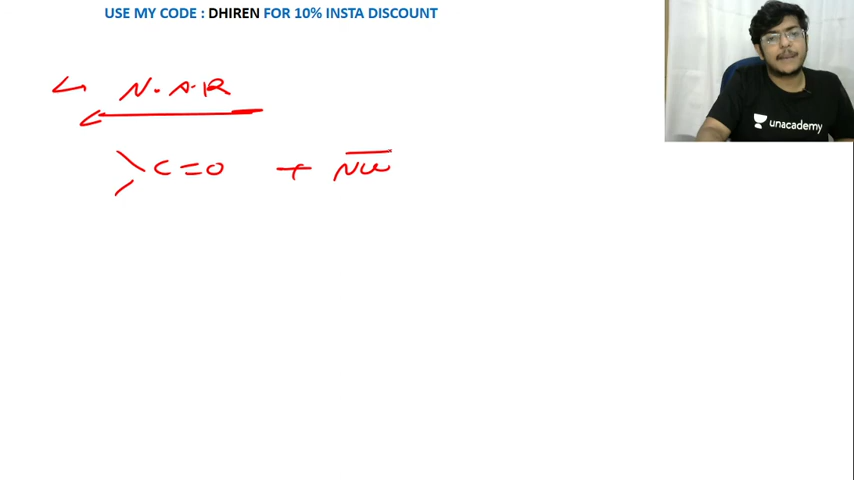 USE MY CODE : DHIREN FOR 10% INSTA DISCOUNT
N.A.R
unacademy
>C=O + Nu